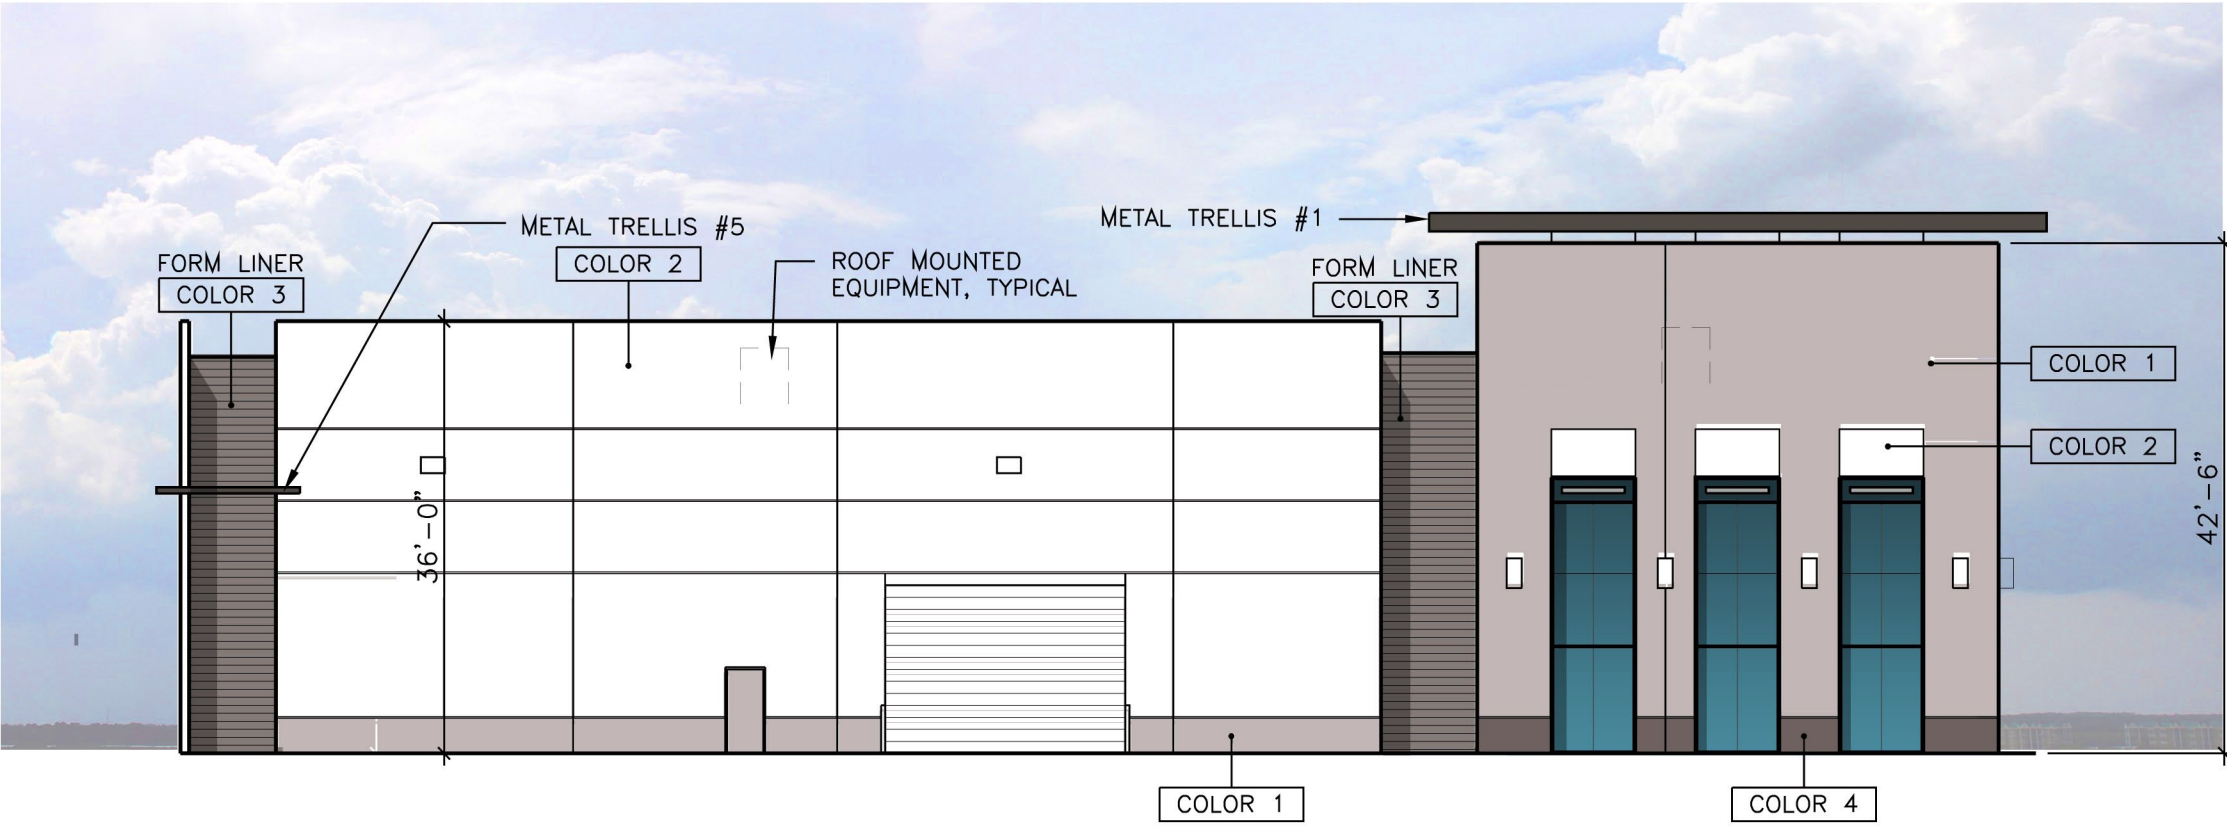 METAL TRELLIS #5
METAL TRELLIS #1
FORM LINER
COLOR 3
COLOR 2
ROOF MOUNTED
EQUIPMENT, TYPICAL
FORM LINER
COLOR 3
COLOR 1
COLOR 2
36'-0"
42'-6"
COLOR 1
COLOR 4